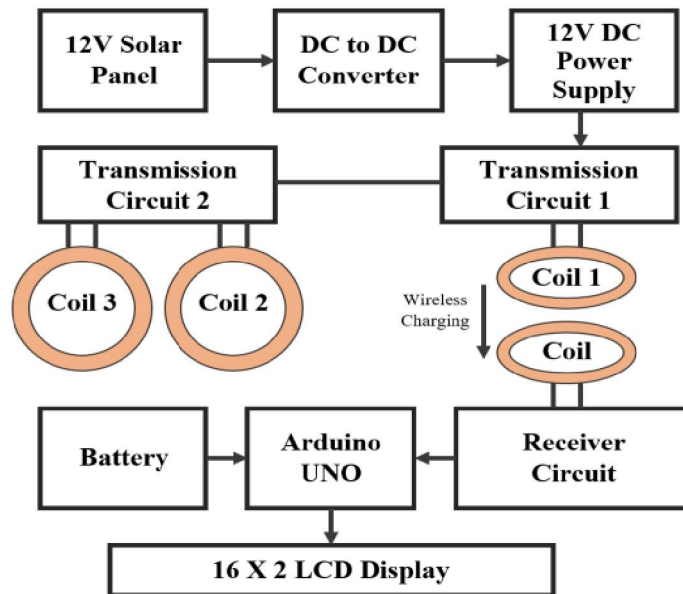 12V Solar
Panel
DC to DC
Converter
12V DC
Power
Supply
Transmission
Circuit 2
Transmission
Circuit 1
Coil 3
Coil 2
Coil 1
Wireless
Charging
Coil
Battery
Arduino
UNO
Receiver
Circuit
16 X 2 LCD Display